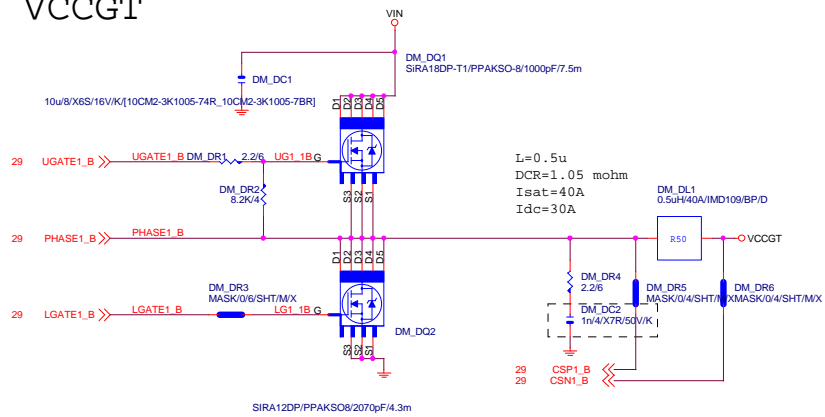 VCCGT
VIN
DM_DQ1
SiRA18DP-T1/PPAKSO-8/1000pF/7.5m
DM_DC1
10u/8/X6S/16V/K/[10CM2-3K1005-74R_10CM2-3K1005-7BR]
D1
D2
D3
D4
D5
29 UGATE1_B UGATE1_B DM_DR1 2.2/6 UG1_1B G
DM_DR2
8.2K/4
S3
S2
S1
L=0.5u
DCR=1.05 mohm
Isat=40A
Idc=30A
DM_DL1
0.5uH/40A/IMD109/BP/D
29 PHASE1_B PHASE1_B
R50
VCCGT
D1
D2
D3
D4
D5
DM_DR3
MASK/0/6/SHT/M/X
29 LGATE1_B LGATE1_B LG1_1B G
DM_DR4
2.2/6
DM_DR5
MASK/0/4/SHT/M/X
DM_DR6
MASK/0/4/SHT/M/X
DM_DC2
1n/4/X7R/50V/K
DM_DQ2
S3
S2
S1
29 CSP1_B
29 CSN1_B
SIRA12DP/PPAKSO8/2070pF/4.3m